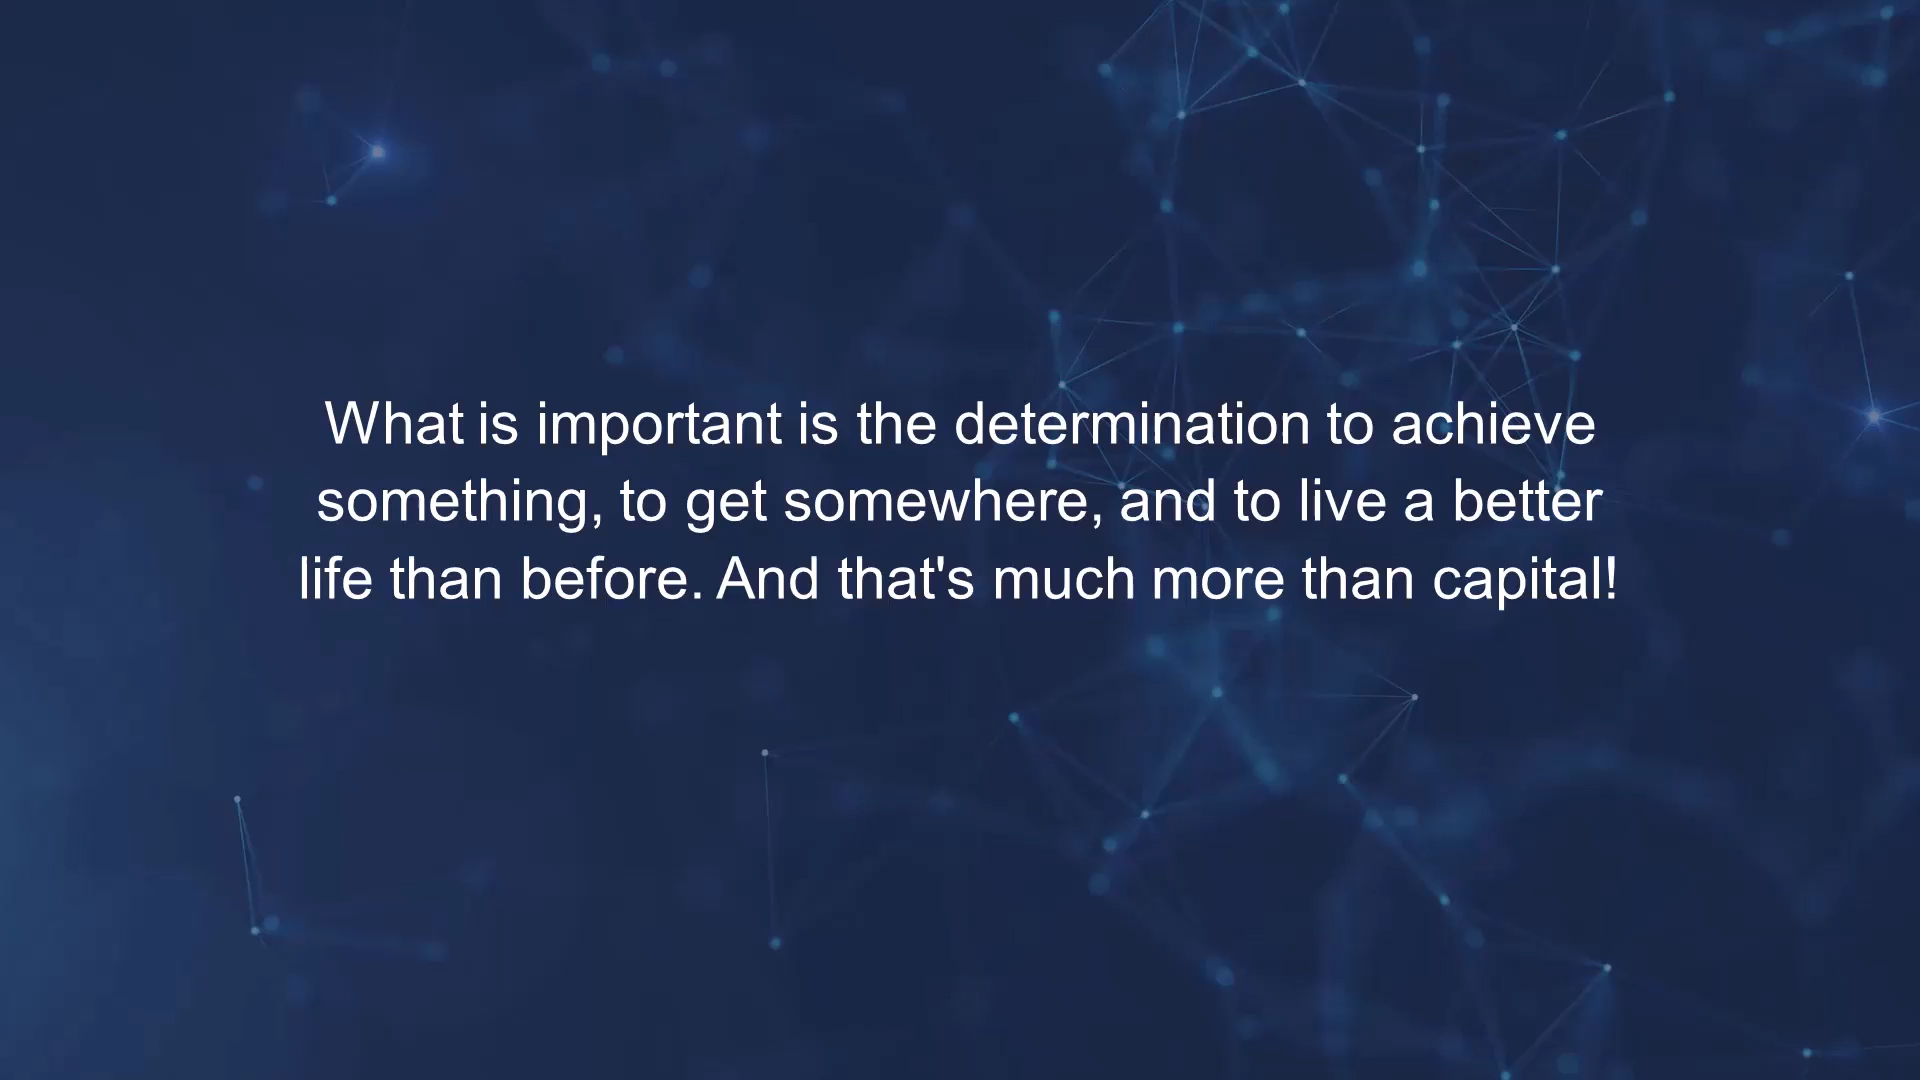 What is important is the determination to achieve
something, to get somewhere, and to live a better
life than before. And that's much more than capital!